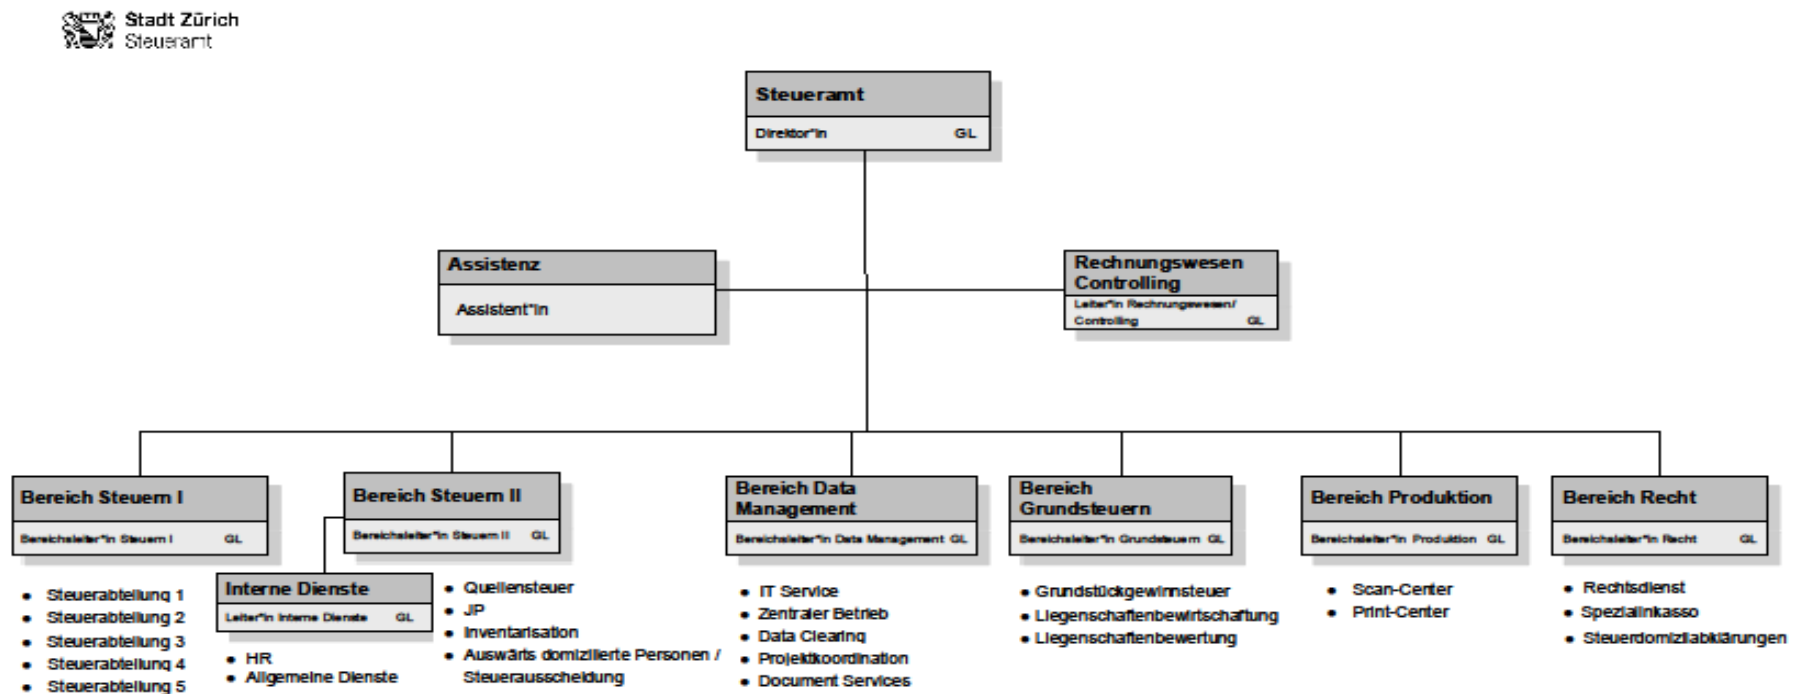 Stadt Zürich
Steueramt
Steueramt
Direktor*in GL
Assistenz
Assistent*in
Rechnungswesen
Controlling
Leiter*in Rechnungswesen/
Controlling GL
Bereich Steuern I
Bereichsleiter*in Steuern I GL
• Steuerabteilung 1
• Steuerabteilung 2
• Steuerabteilung 3
• Steuerabteilung 4
• Steuerabteilung 5
Bereich Steuern II
Bereichsleiter*in Steuern II GL
Interne Dienste
Leiter*in Interne Dienste GL
• HR
• Allgemeine Dienste
• Quellensteuer
• JP
• Inventarisation
• Auswärts domizilierte Personen /
Steuerausscheidung
Bereich Data
Management
Bereichsleiter*in Data Management GL
• IT Service
• Zentraler Betrieb
• Data Clearing
• Projektkoordination
• Document Services
Bereich
Grundsteuern
Bereichsleiter*in Grundsteuern GL
• Grundstückgewinnsteuer
• Liegenschaftenbewirtschaftung
• Liegenschaftenbewertung
Bereich Produktion
Bereichsleiter*in Produktion GL
• Scan-Center
• Print-Center
Bereich Recht
Bereichsleiter*in Recht GL
• Rechtsdienst
• Spezialinkasso
• Steuerdomizilabklärungen